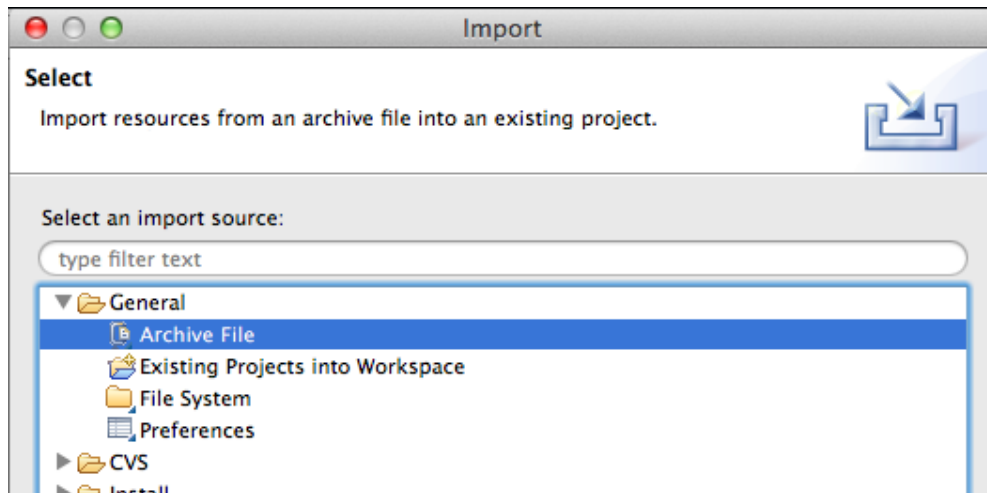 Import
Select
Import resources from an archive file into an existing project.
Select an import source:
type filter text
General
Archive File
Existing Projects into Workspace
File System
Preferences
CVS
Install